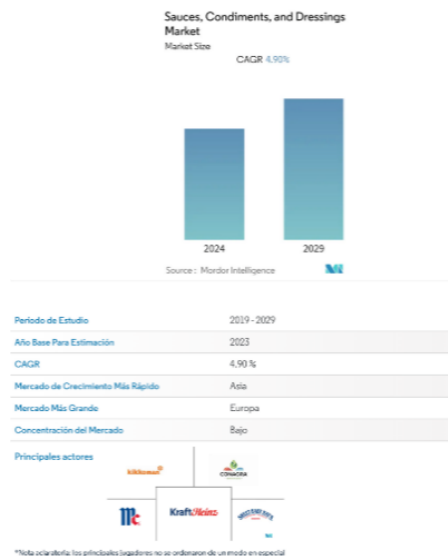 Sauces, Condiments, and Dressings
Market
Market Size
CAGR 4.90%
2024 2029
Source : Mordor Intelligence
Período de Estudio 2019 - 2029
Año Base Para Estimación 2023
CAGR 4.90 %
Mercado de Crecimiento Más Rápido Asia
Mercado Más Grande Europa
Concentración del Mercado Bajo
Principales actores
kikkoman
CONAGRA
Mc
Kraft Heinz
*Nota aclaratoria: los principales jugadores no se ordenaron de un modo en especial